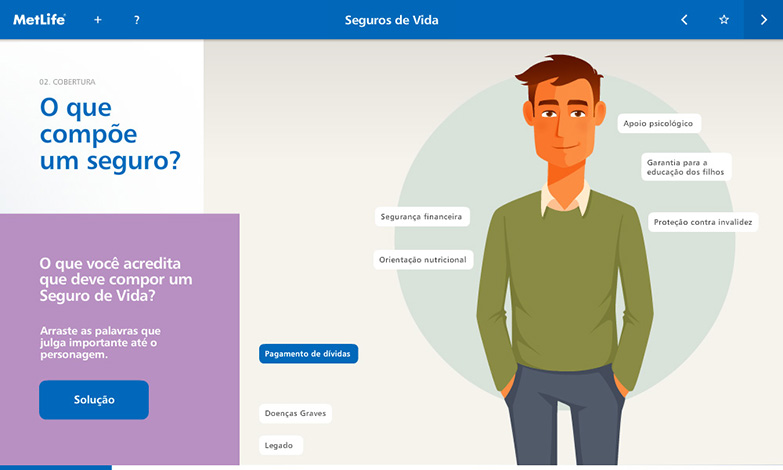 MetLife
+
?
Seguros de Vida
02. COBERTURA
O que
compõe
um seguro?
O que você acredita
que deve compor um
Seguro de Vida?
Arraste as palavras que
julga importante até o
personagem.
Solução
Apoio psicológico
Garantia para a
educação dos filhos
Segurança financeira
Proteção contra invalidez
Orientação nutricional
Pagamento de dívidas
Doenças Graves
Legado